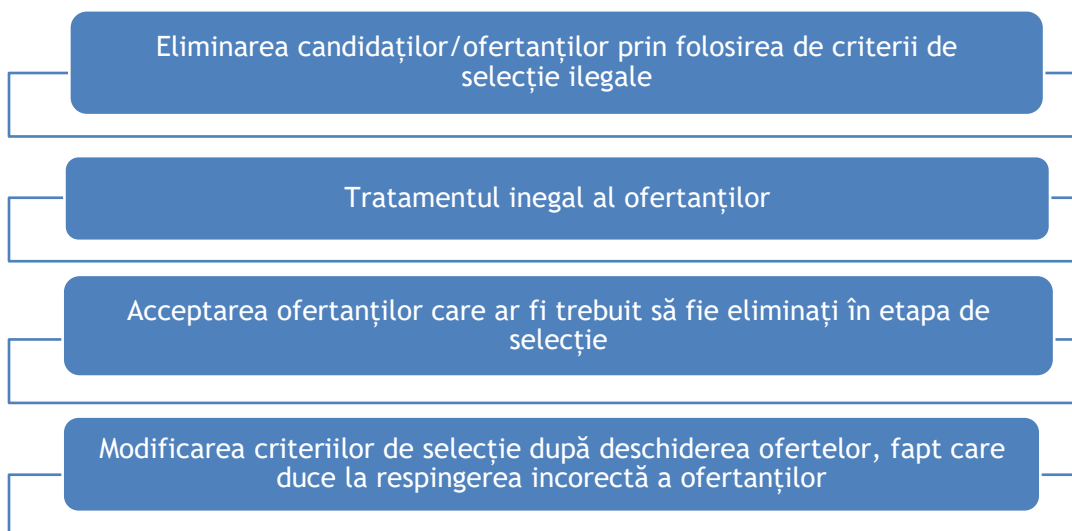 Eliminarea candidaților/ofertanților prin folosirea de criterii de
selecție ilegale
Tratamentul inegal al ofertanților
Acceptarea ofertanților care ar fi trebuit să fie eliminați în etapa de
selecție
Modificarea criteriilor de selecție după deschiderea ofertelor, fapt care
duce la respingerea incorectă a ofertanților